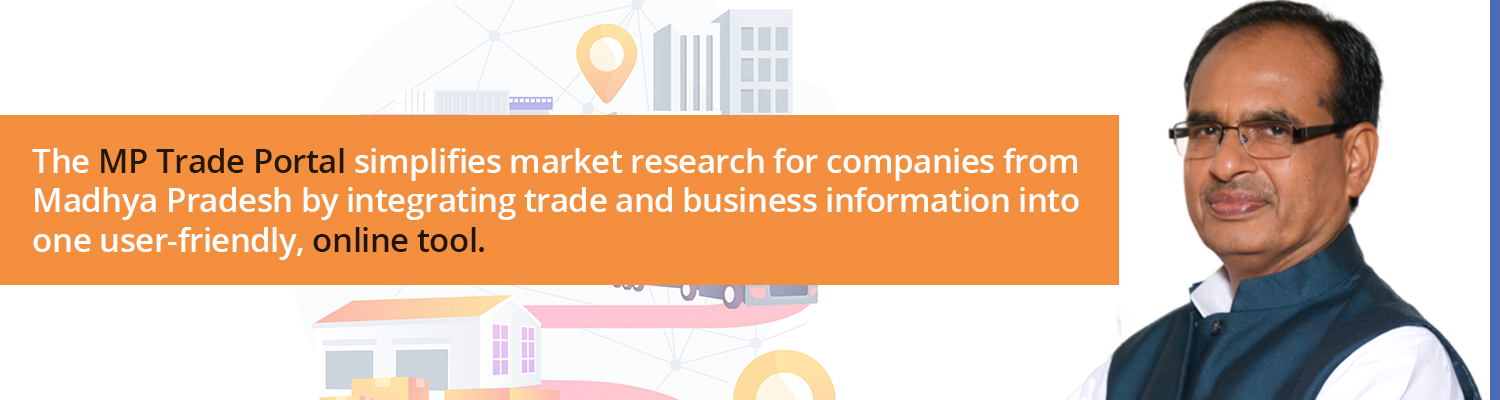 The MP Trade Portal simplifies market research for companies from
Madhya Pradesh by integrating trade and business information into
one user-friendly, online tool.